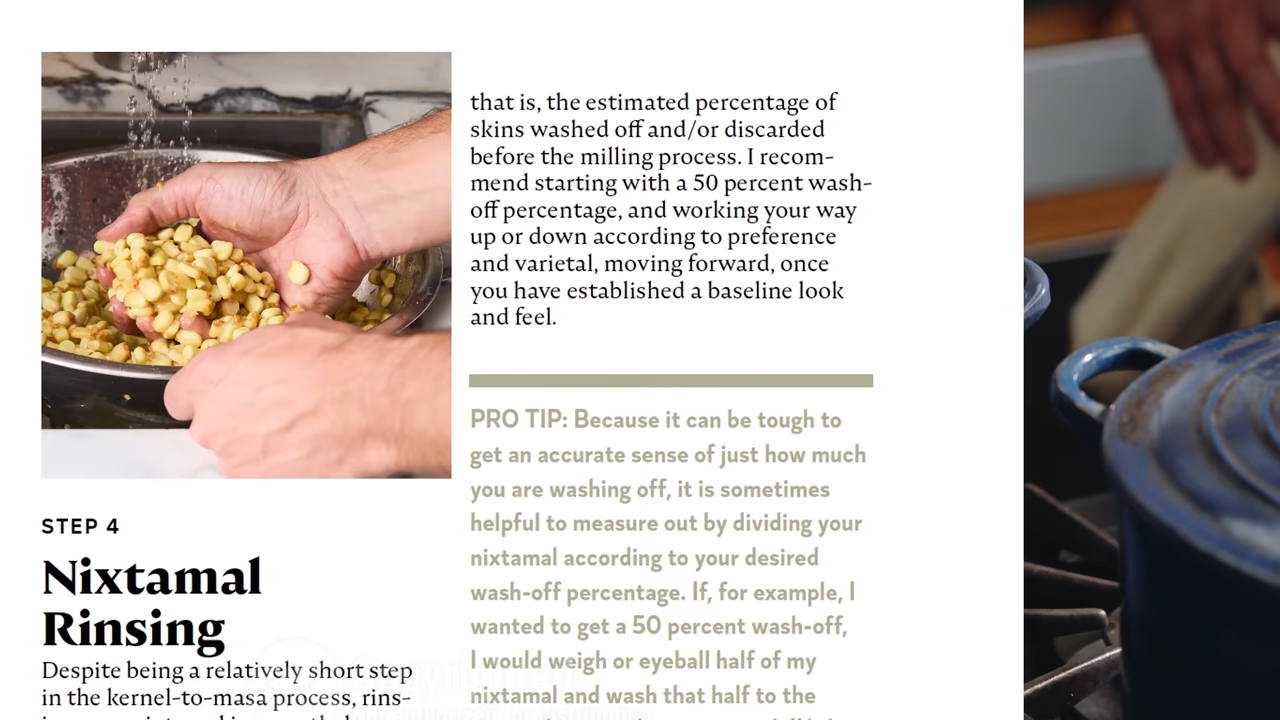 STEP 4
Nixtamal
Rinsing
Despite being a relatively short step
in the kernel-to-masa process, rins-
that is, the estimated percentage of
skins washed off and/or discarded
before the milling process. I recom-
mend starting with a 50 percent wash-
off percentage, and working your way
up or down according to preference
and varietal, moving forward, once
you have established a baseline look
and feel.
PRO TIP: Because it can be tough to
get an accurate sense of just how much
you are washing off, it is sometimes
helpful to measure out by dividing your
nixtamal according to your desired
wash-off percentage. If, for example, I
wanted to get a 50 percent wash-off,
I would weigh or eyeball half of my
nixtamal and wash that half to the